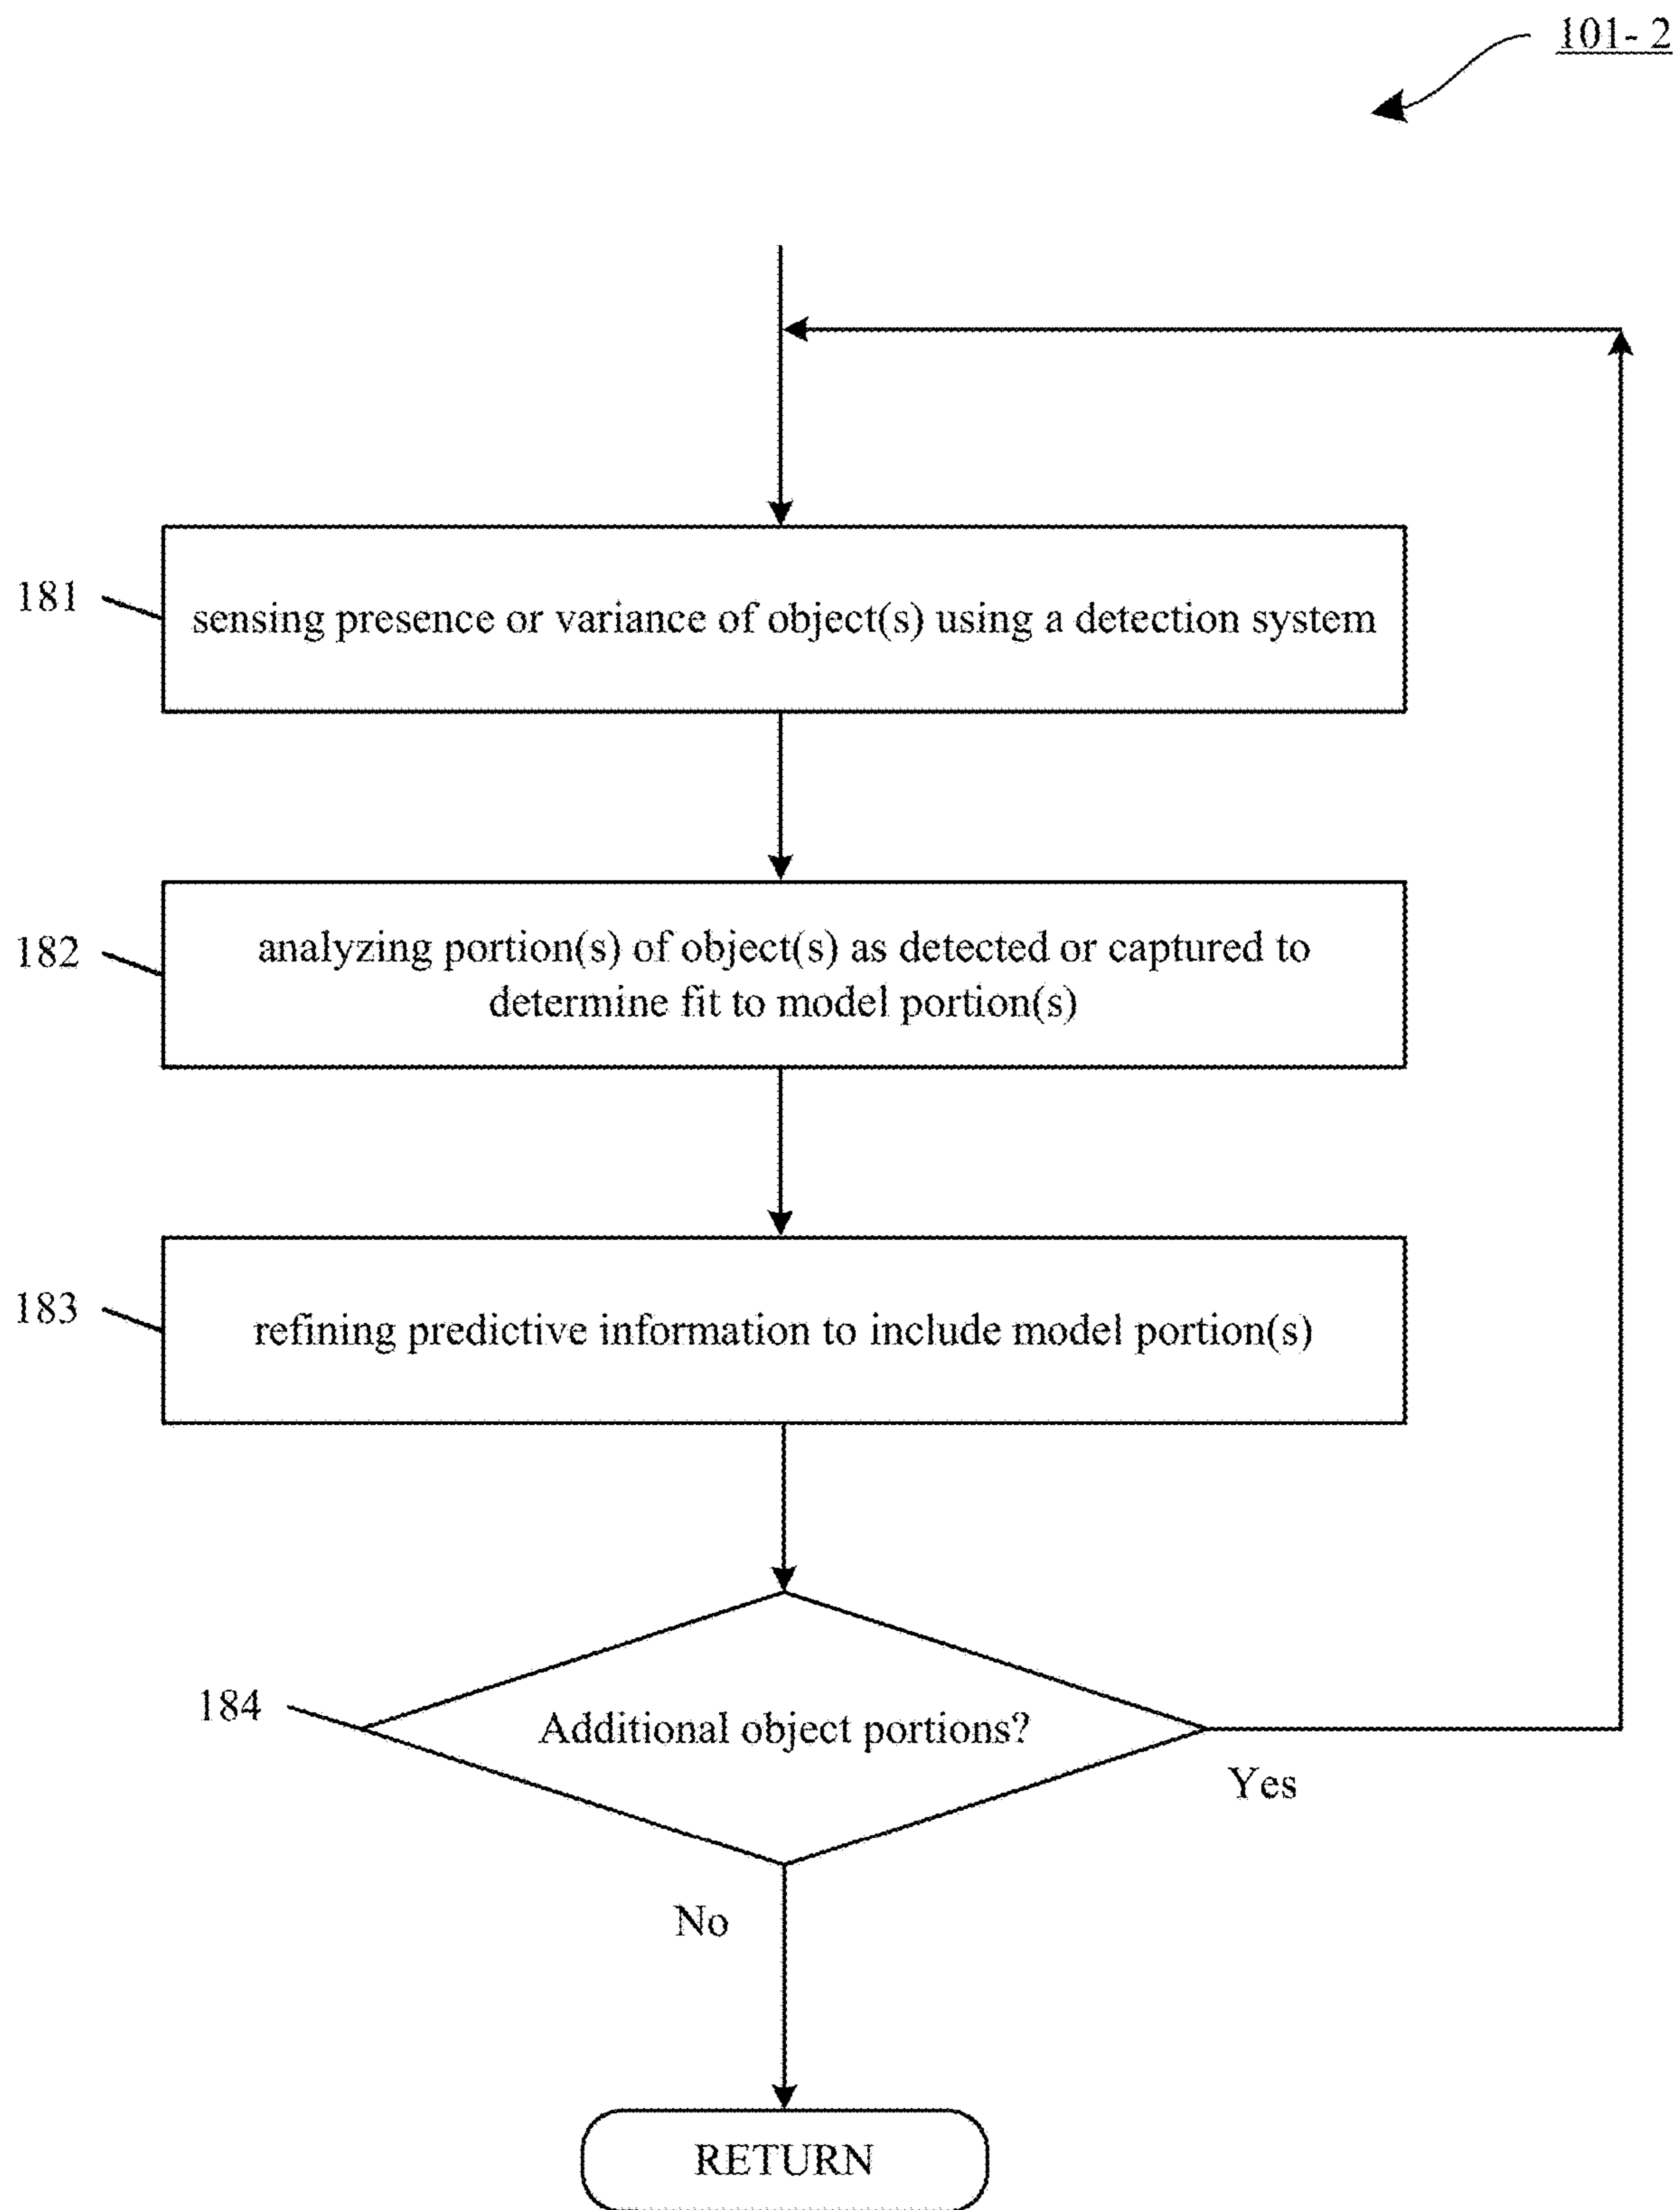 101- 2
181
sensing presence or variance of object(s) using a detection system
182
analyzing portion(s) of object(s) as detected or captured to
determine fit to model portion(s)
183
refining predictive information to include model portion(s)
184
Additional object portions?
Yes
No
RETURN